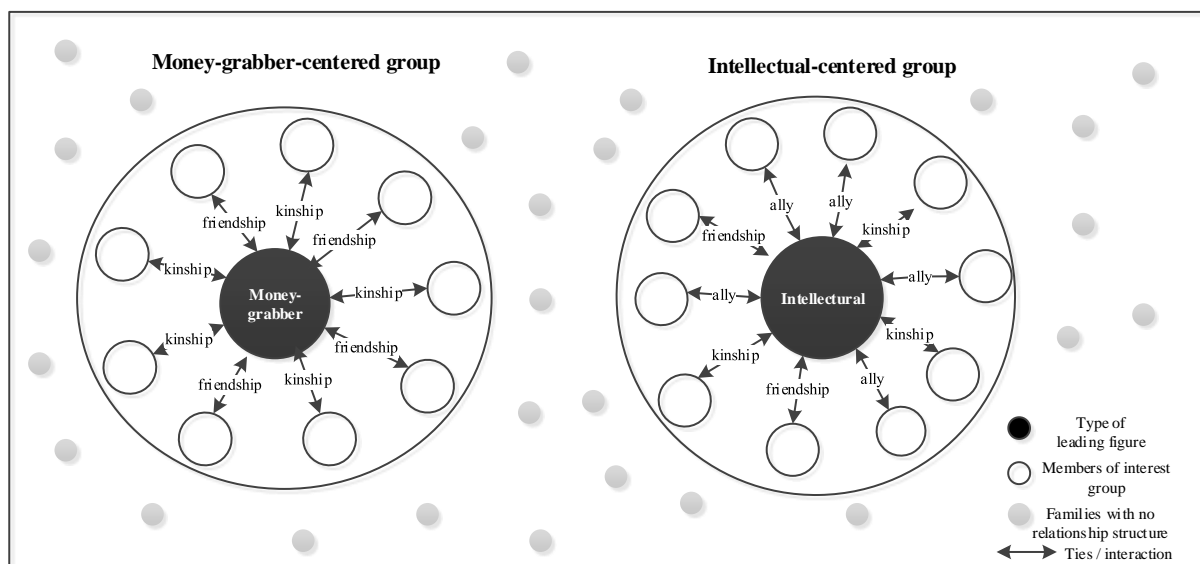 Money-grabber-centered group
kinship
friendship
friendship
kinship
kinship
Money-
grabber
kinship
friendship
kinship
friendship
Intellectual-centered group
ally
ally
kinship
friendship
ally
ally
Intellectural
kinship
kinship
ally
friendship
Type of
leading figure
Members of interest
group
Families with no
relationship structure
Ties / interaction